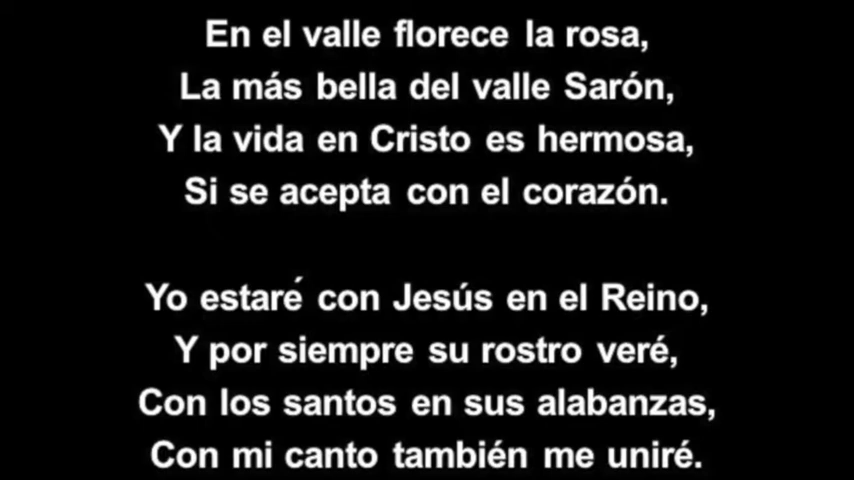 En el valle florece la rosa,
La más bella del valle Sarón,
Y la vida en Cristo es hermosa,
Si se acepta con el corazón.
Yo estaré con Jesús en el Reino,
Y por siempre su rostro veré,
Con los santos en sus alabanzas,
Con mi canto también me uniré.